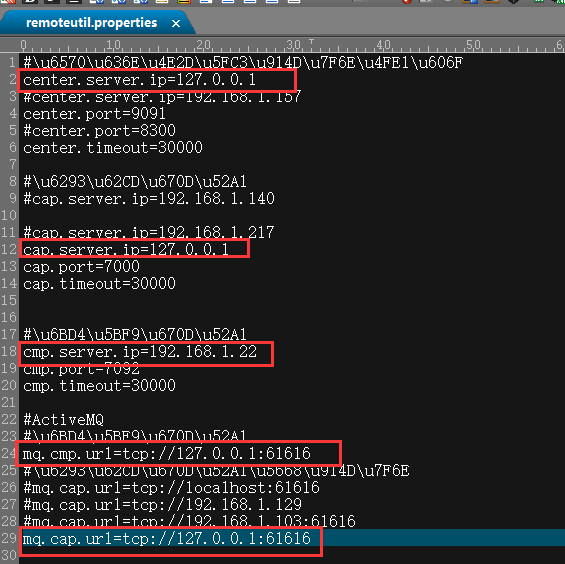 remoteutil.properties ×
0 10 20 30 40 50 6
1 #\u6570\u636E\u4E2D\u5FC3\u914D\u7F6E\u4FE1\u606F
2 center.server.ip=127.0.0.1
3 #center.server.ip=192.168.1.157
4 center.port=9091
5 #center.port=8300
6 center.timeout=30000
7
8 #\u6293\u62CD\u670D\u52A1
9 #cap.server.ip=192.168.1.140
10
11 #cap.server.ip=192.168.1.217
12 cap.server.ip=127.0.0.1
13 cap.port=7000
14 cap.timeout=30000
15
16
17 #\u6BD4\u5BF9\u670D\u52A1
18 cmp.server.ip=192.168.1.22
19 cmp.port=7092
20 cmp.timeout=30000
21
22 #ActiveMQ
23 #\u6BD4\u5BF9\u670D\u52A1
24 mq.cmp.url=tcp://127.0.0.1:61616
25 #\u6293\u62CD\u670D\u52A1\u5668\u914D\u7F6E
26 #mq.cap.url=tcp://localhost:61616
27 #mq.cap.url=tcp://192.168.1.129
28 #mq.cap.url=tcp://192.168.1.103:61616
29 mq.cap.url=tcp://127.0.0.1:61616
30